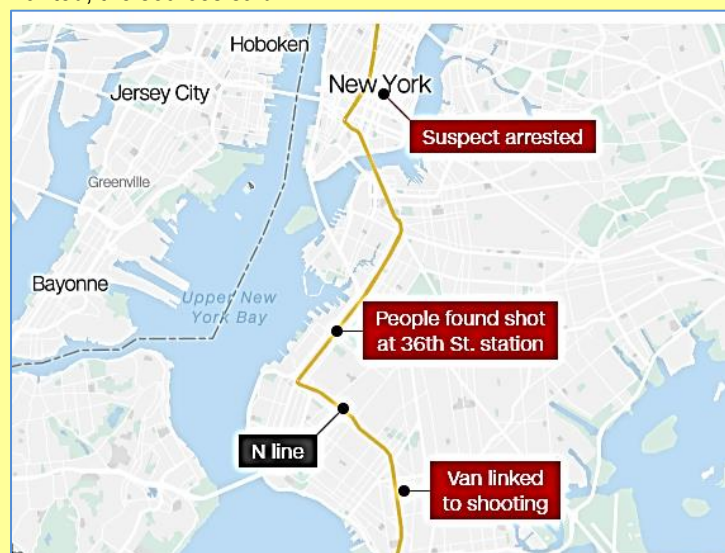 Hoboken
New York
Jersey City
Suspect arrested
Greenville
Bayonne
Upper New
York Bay
People found shot
at 36th St. station
N line
Van linked
to shooting